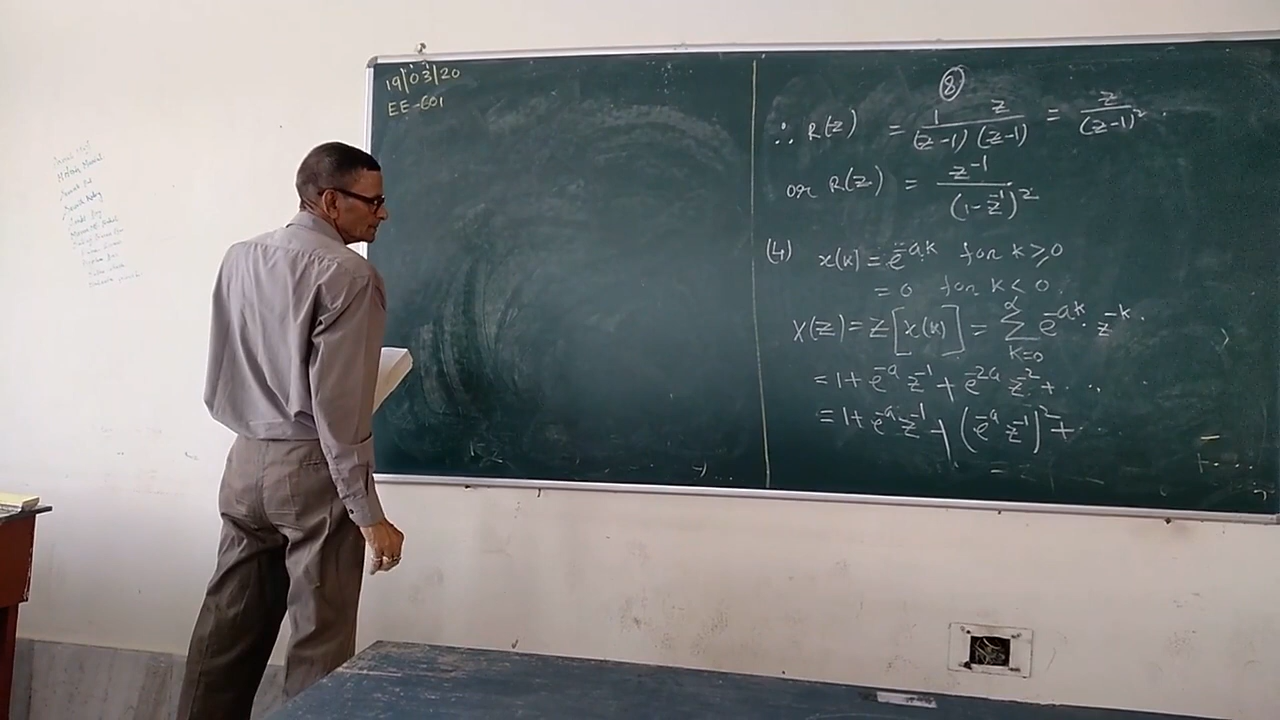 19/03/20
EE-601
⑧
∴ R(z) = 1/(z-1) z/(z-1) = z/(z-1)².
or R(z) = z⁻¹/(1-z⁻¹)²
(4) x(k) = e⁻ᵃᵏ for k ≥ 0
= 0 for k < 0.
X(z) = Z[x(k)] = ∑_{k=0}^{∝} e^{-ak}. z^{-k}.
= 1 + e^{-a} z^{-1} + e^{-2a} z^{-2} + ....
= 1 + e^{-a} z^{-1} + (e^{-a} z^{-1})² + ..